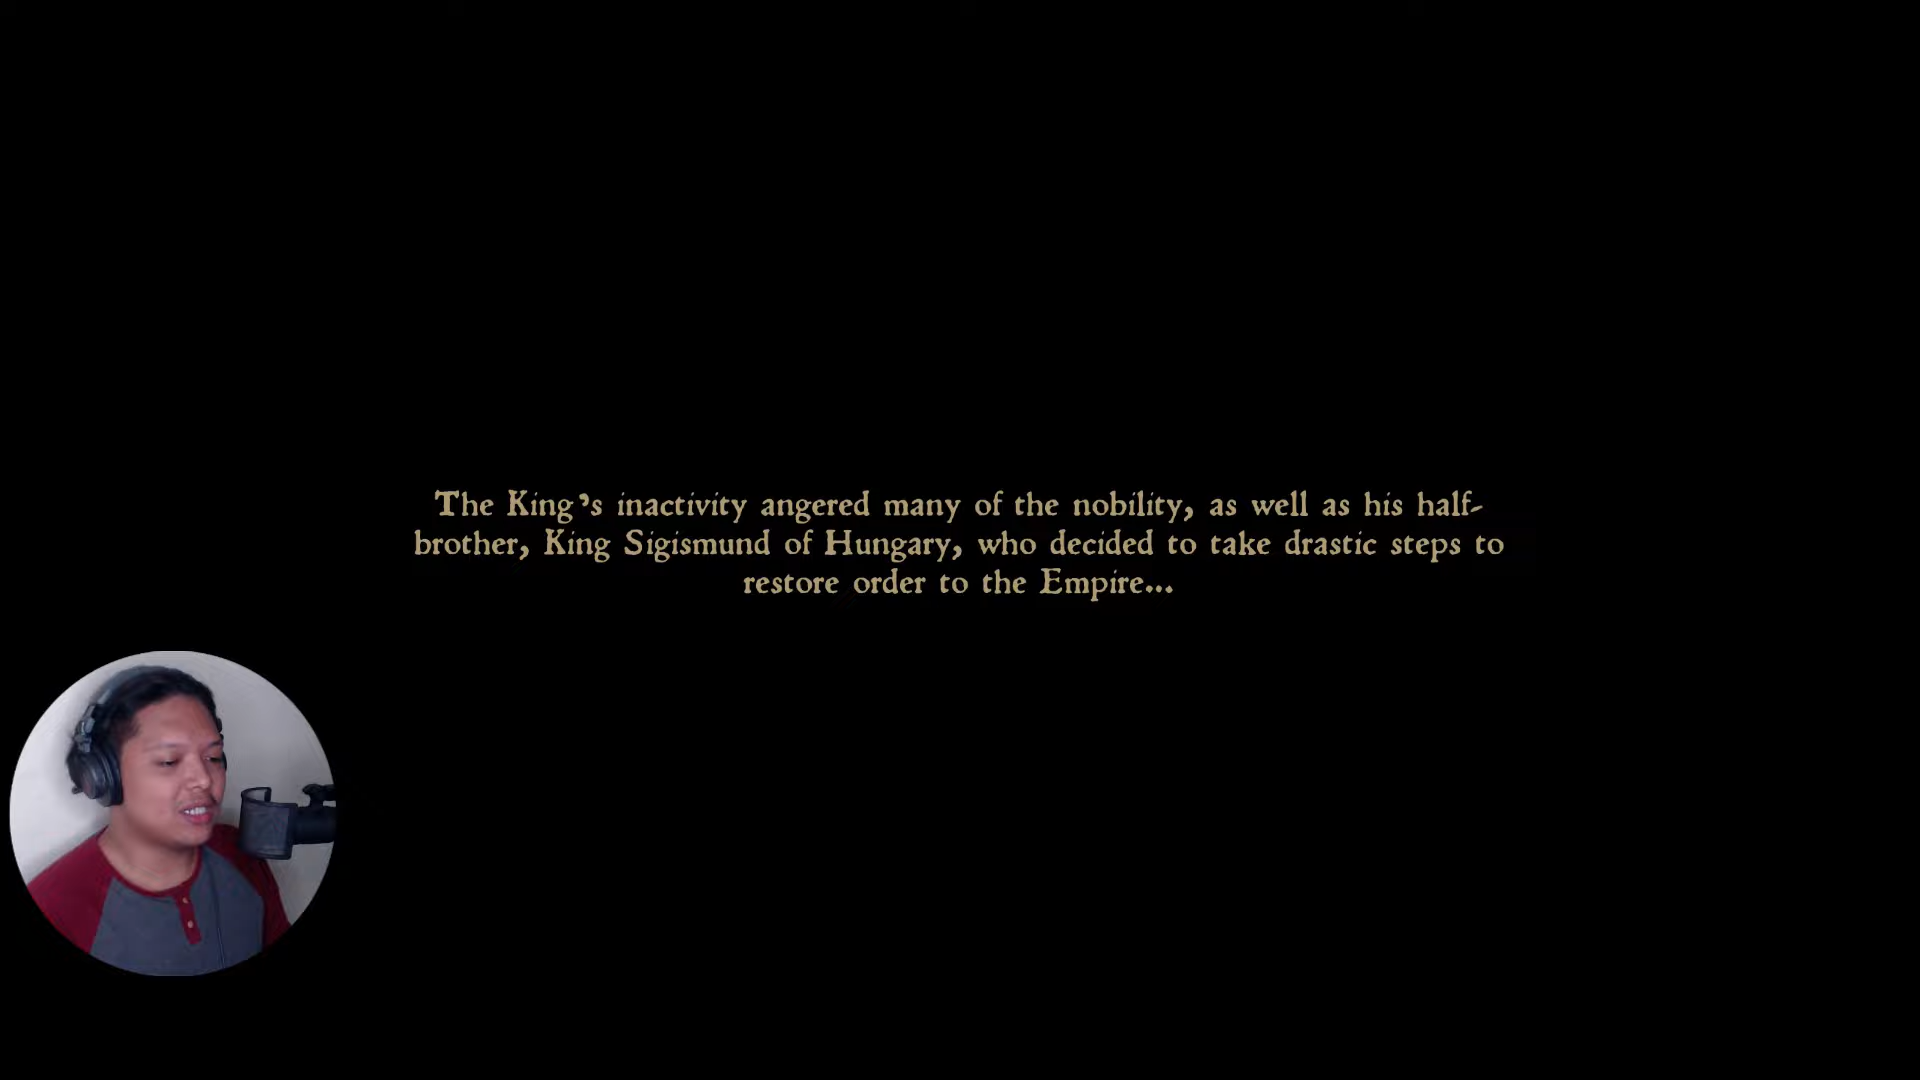 The King's inactivity angered many of the nobility, as well as his half-
brother, King Sigismund of Hungary, who decided to take drastic steps to
restore order to the Empire...